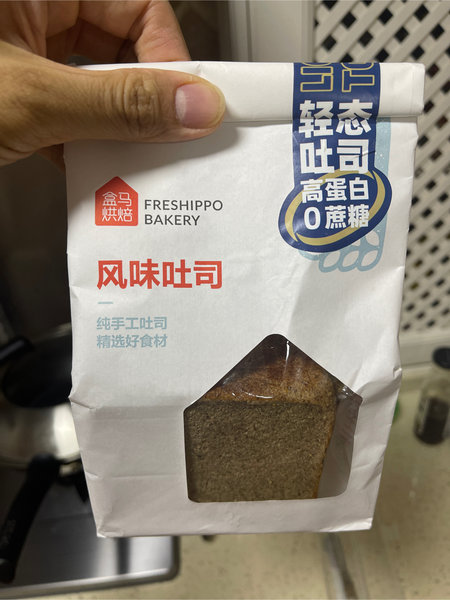 轻态
吐司
高蛋白
0蔗糖
盒马
烘焙
FRESHIPPO
BAKERY
风味吐司
纯手工吐司
精选好食材